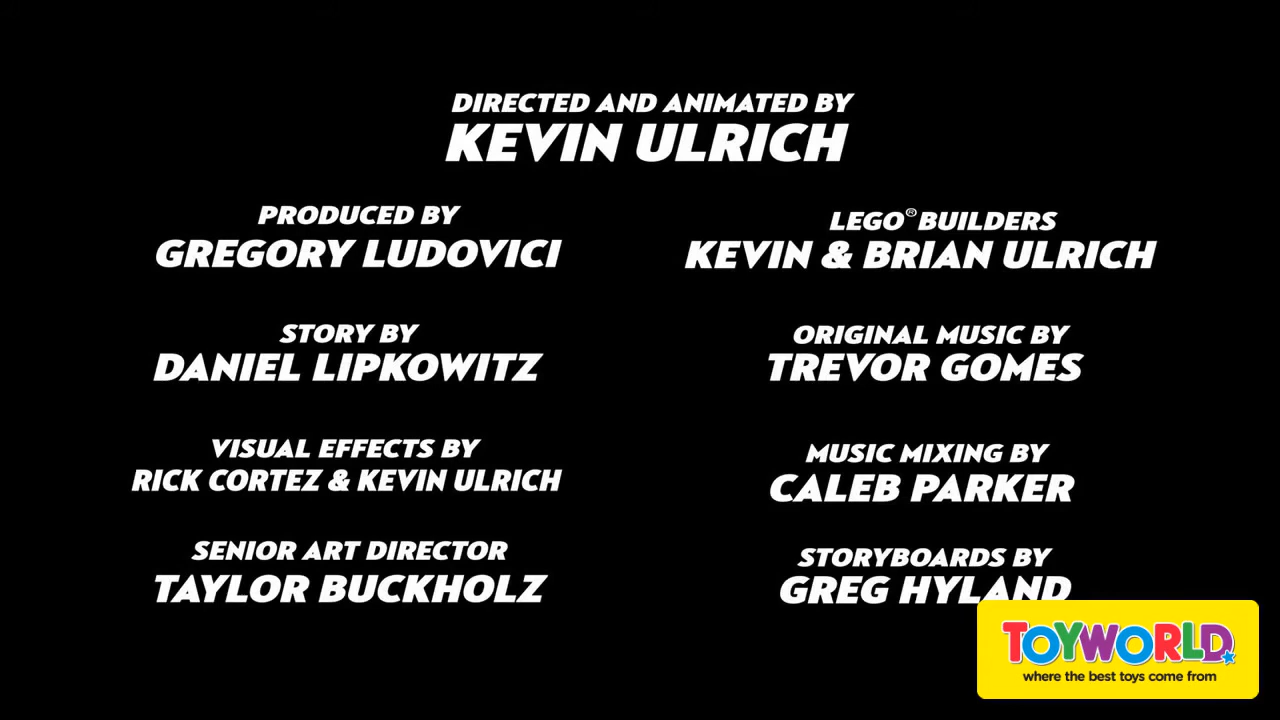 DIRECTED AND ANIMATED BY
KEVIN ULRICH
PRODUCED BY
GREGORY LUDOVICI
LEGO® BUILDERS
KEVIN & BRIAN ULRICH
STORY BY
DANIEL LIPKOWITZ
ORIGINAL MUSIC BY
TREVOR GOMES
VISUAL EFFECTS BY
RICK CORTEZ & KEVIN ULRICH
MUSIC MIXING BY
CALEB PARKER
SENIOR ART DIRECTOR
TAYLOR BUCKHOLZ
STORYBOARDS BY
GREG HYLAND
TOYWORLD
where the best toys come from